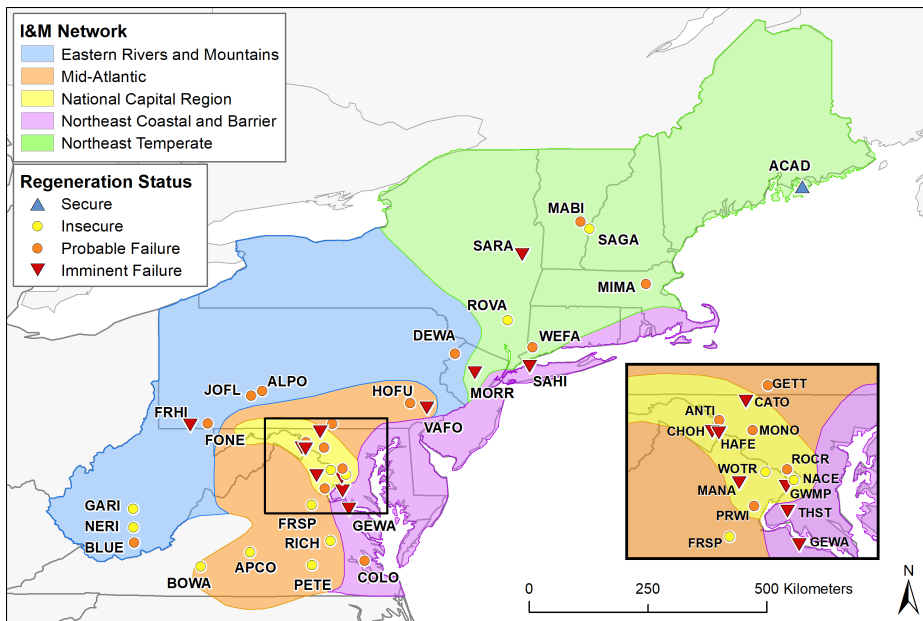 I&M Network
Eastern Rivers and Mountains
Mid-Atlantic
National Capital Region
Northeast Coastal and Barrier
Northeast Temperate
Regeneration Status
Secure
Insecure
Probable Failure
Imminent Failure
ACAD
MABI
SAGA
SARA
MIMA
ROVA
DEWA
WEFA
SAHI
MORR
JOFL
ALPO
HOFU
VAFO
FRHI
FONE
GARI
NERI
BLUE
FRSP
GEWA
RICH
BOWA
APCO
PETE
COLO
GETT
CATO
ANTI
CHOH
MONO
HAFE
ROCR
WOTR
NACE
MANA
GWMP
PRWI
THST
FRSP
GEWA
N
0 250 500 Kilometers